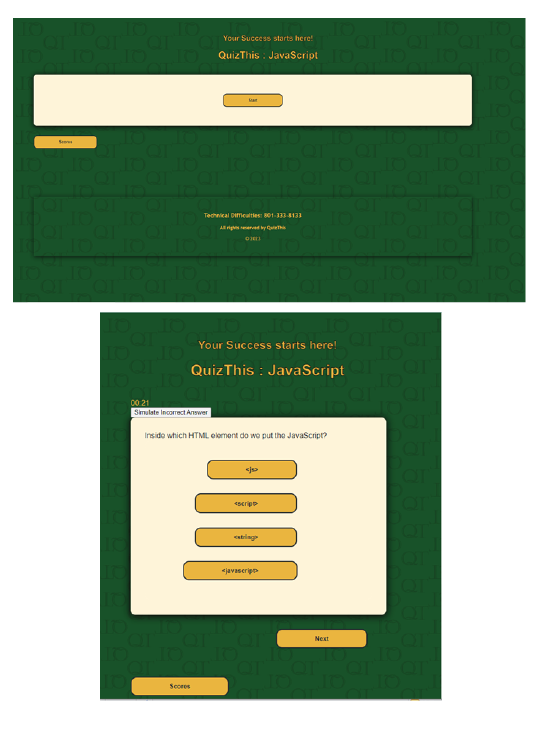 Your Success starts here!
QuizThis : JavaScript
Start
Scores
Technical Difficulties: 801-333-8133
All rights reserved by QuizThis
Your Success starts here!
QuizThis : JavaScript
00:21
Simulate Incorrect Answer
Inside which HTML element do we put the JavaScript?
<js>
<script>
<string>
<javascript>
Next
Scores